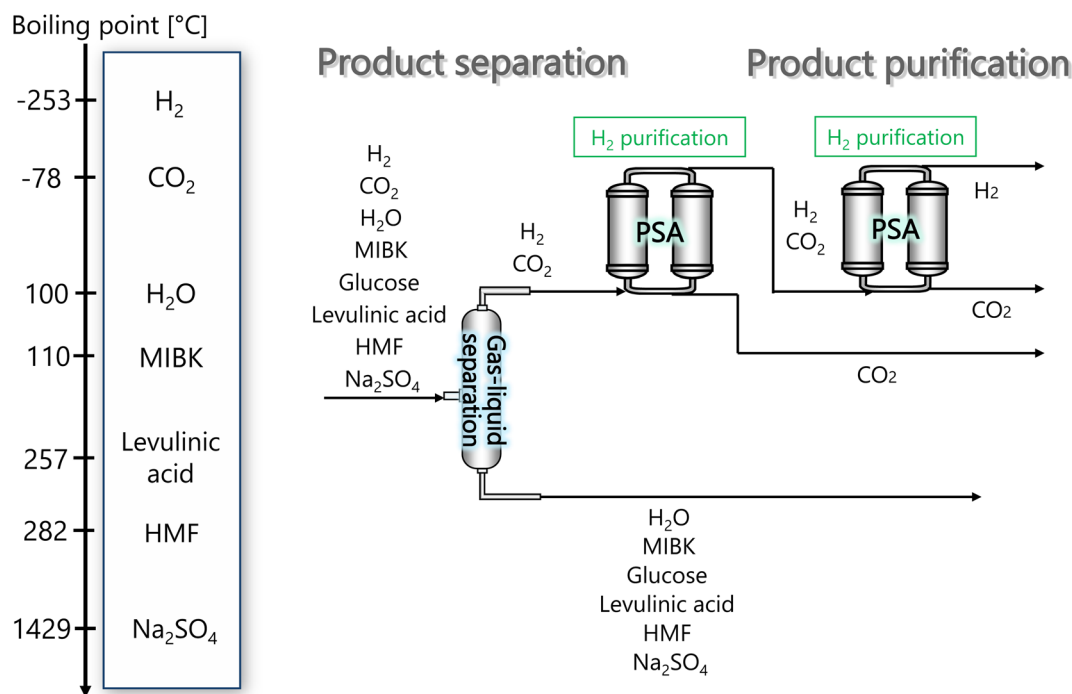 Boiling point [°C]
-253
H₂
-78
CO₂
100
H₂O
110
MIBK
257
Levulinic
acid
282
HMF
1429
Na₂SO₄
Product separation
Product purification
H₂
CO₂
H₂O
MIBK
Glucose
Levulinic acid
HMF
Na₂SO₄
Gas-liquid
separation
H₂
CO₂
H₂ purification
PSA
H₂
CO₂
H₂ purification
PSA
H2
CO2
CO2
H₂O
MIBK
Glucose
Levulinic acid
HMF
Na₂SO₄